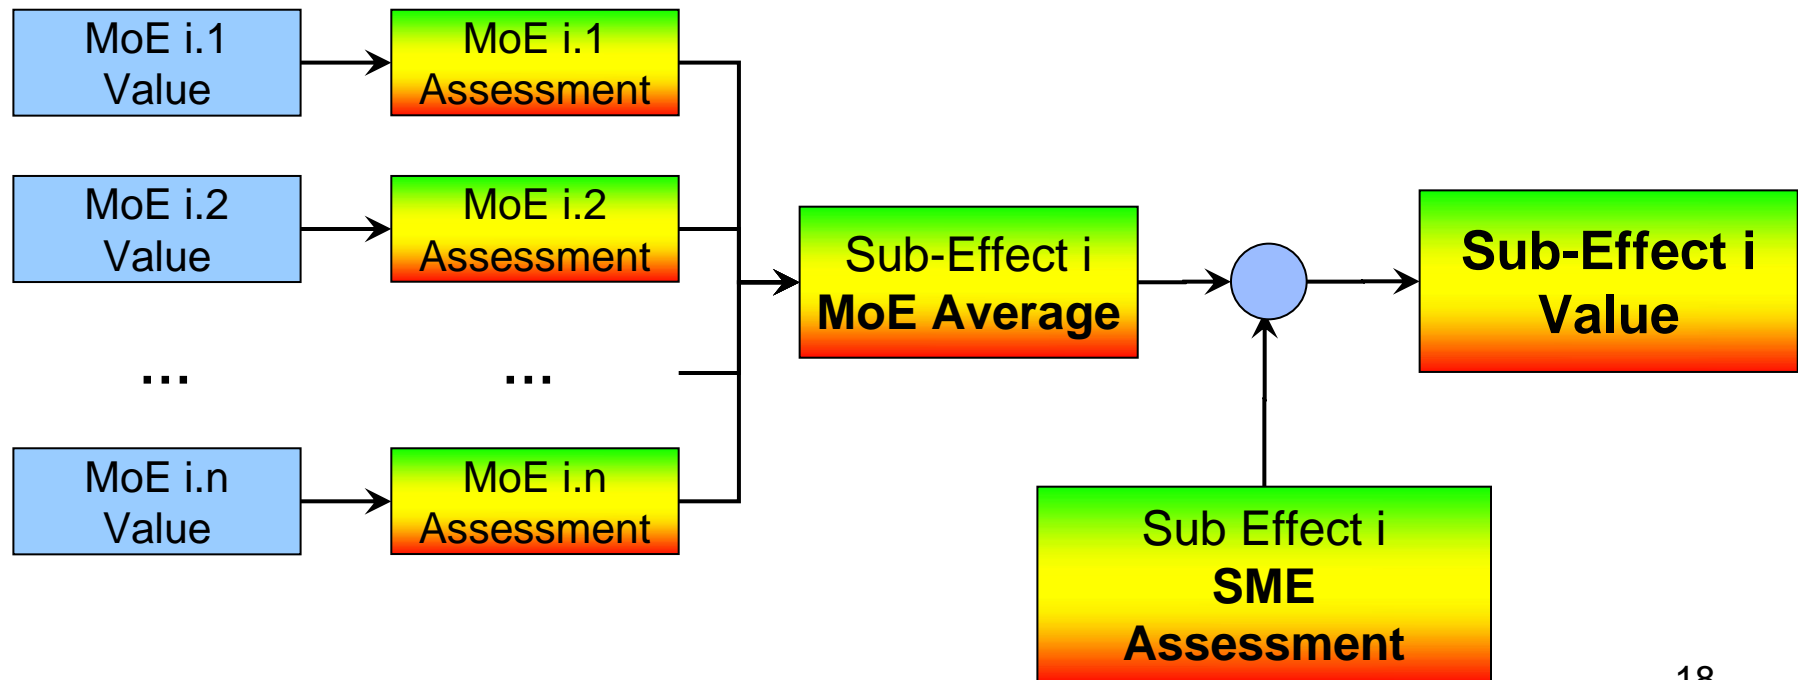 MoE i.1
Value
MoE i.1
Assessment
MoE i.2
Value
MoE i.2
Assessment
Sub-Effect i
MoE Average
Sub-Effect i
Value
...
...
MoE i.n
Value
MoE i.n
Assessment
Sub Effect i
SME
Assessment
18